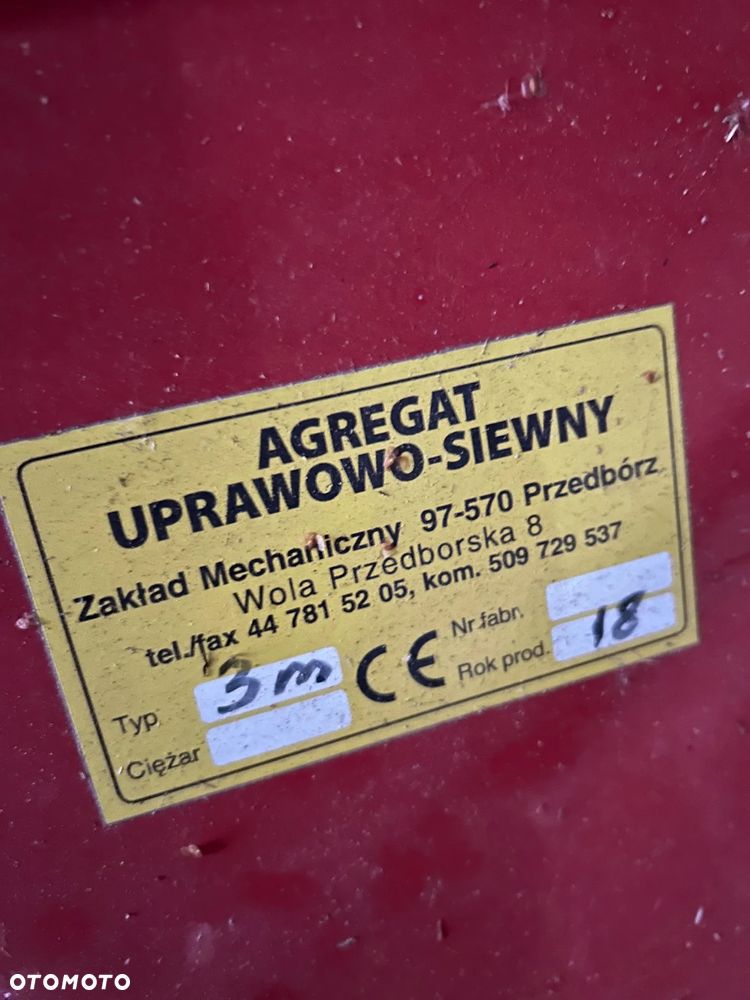 AGREGAT
UPRAWOWO-SIEWNY
Zakład Mechaniczny 97-570 Przedbórz
Wola Przedborska 8
tel./fax 44 781 52 05, kom. 509 729 537
Typ 3m CE Nr.fabr.
Ciężar Rok prod. 18
OTOMOTO